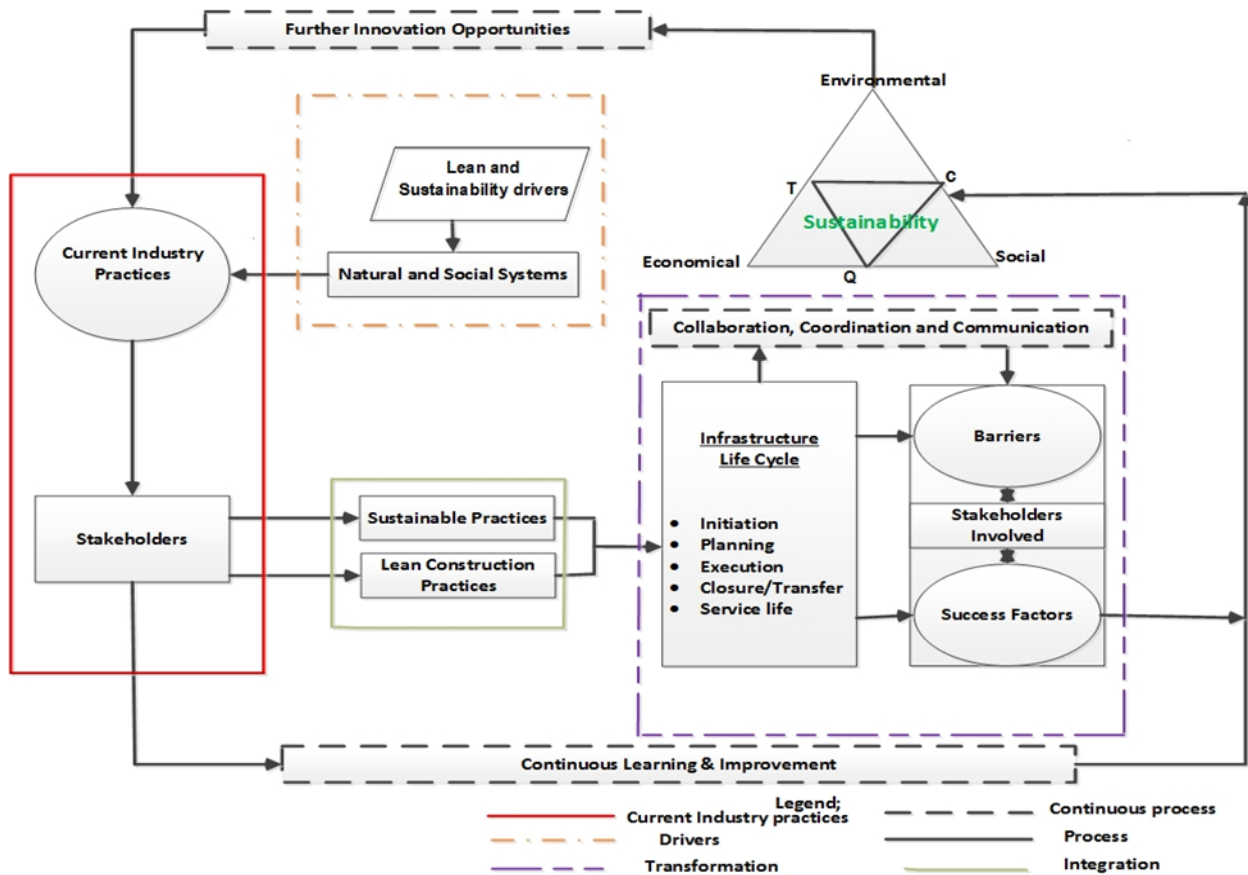 Further Innovation Opportunities
Environmental
Lean and
Sustainability drivers
T
C
Sustainability
Current Industry
Practices
Natural and Social Systems
Economical
Social
Q
Collaboration, Coordination and Communication
Infrastructure
Life Cycle
Barriers
Stakeholders
Sustainable Practices
Lean Construction
Practices
• Initiation
• Planning
• Execution
• Closure/Transfer
• Service life
Stakeholders
Involved
Success Factors
Continuous Learning & Improvement
Legend;
Current Industry practices
Continuous process
Drivers
Process
Transformation
Integration